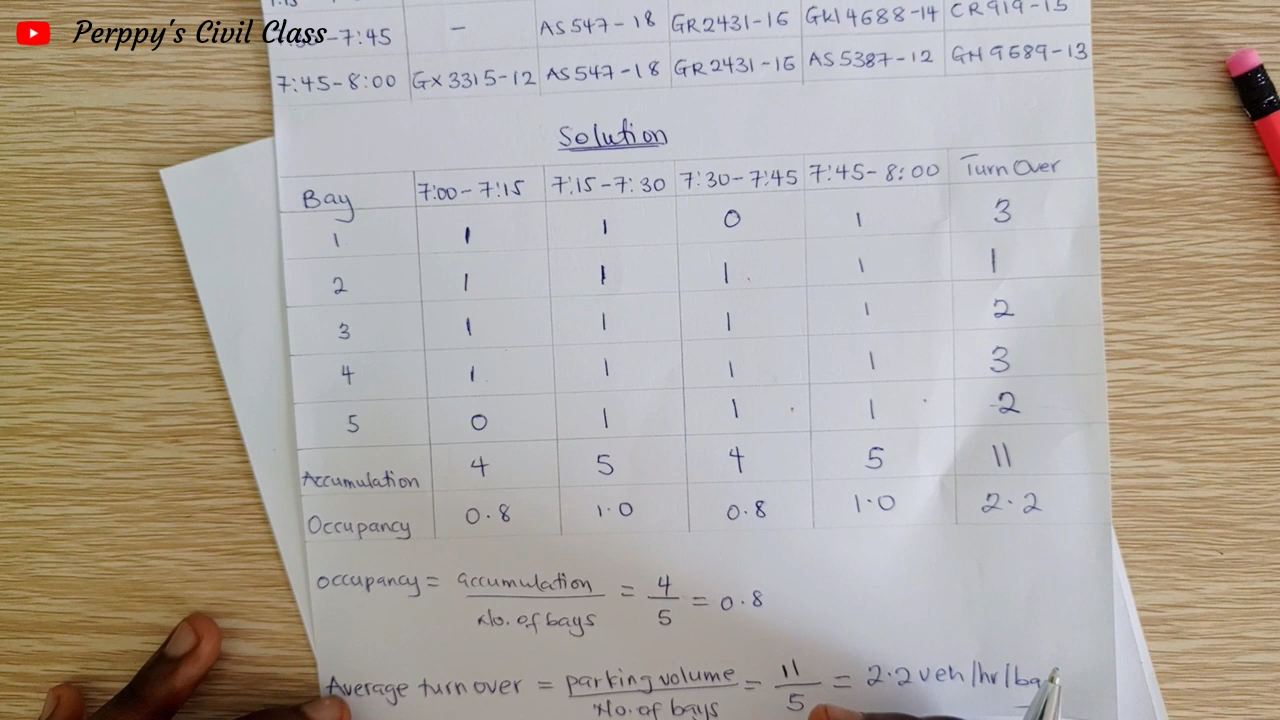 Perppy's Civil Class
-7:45 - AS547-18 GR2431-16 GK14688-14 CR919-15
7:45-8:00 GX3315-12 AS547-18 GR2431-16 AS5387-12 GH9689-13
Solution
Bay 7:00-7:15 7:15-7:30 7:30-7:45 7:45-8:00 Turn Over
1 1 1 0 1 3
2 1 1 1 1 1
3 1 1 1 1 2
4 1 1 1 1 3
5 0 1 1 1 2
Accumulation 4 5 4 5 11
Occupancy 0.8 1.0 0.8 1.0 2.2
occupancy = accumulation / No. of bays = 4/5 = 0.8
Average turn over = parking volume / No. of bays = 11/5 = 2.2 veh/hr/ba